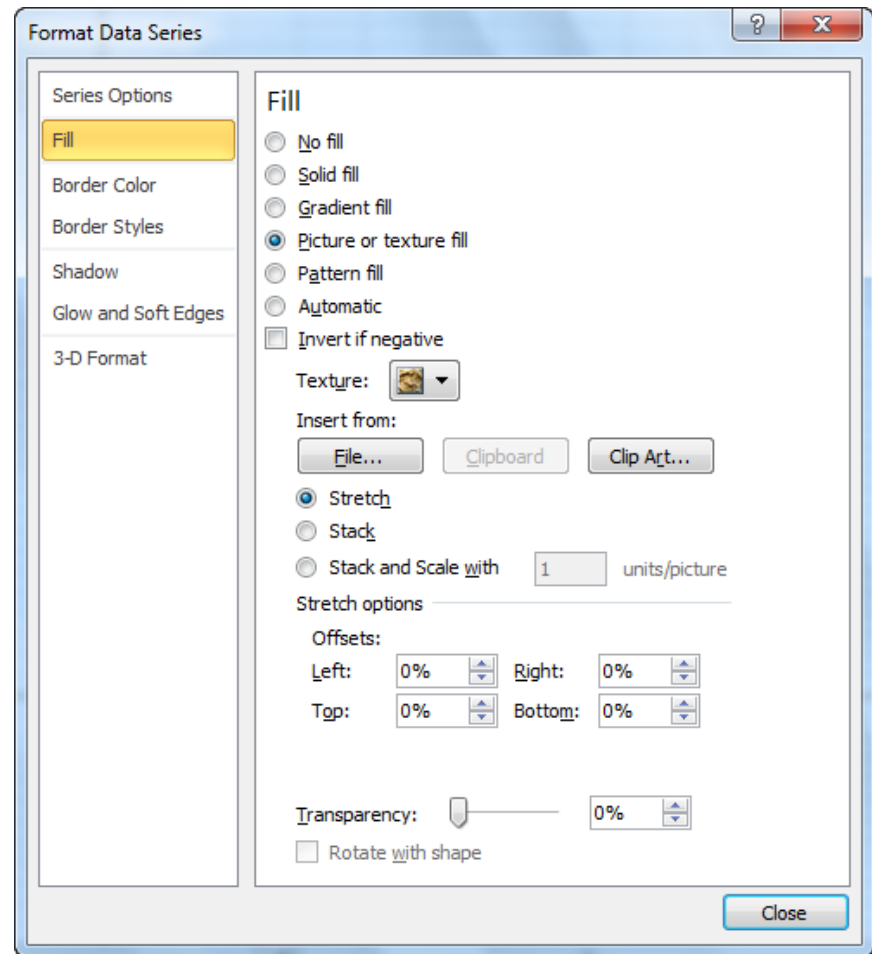 Format Data Series
Series Options
Fill
Border Color
Border Styles
Shadow
Glow and Soft Edges
3-D Format
Fill
No fill
Solid fill
Gradient fill
Picture or texture fill
Pattern fill
Automatic
Invert if negative
Texture:
Insert from:
File... Clipboard Clip Art...
Stretch
Stack
Stack and Scale with 1 units/picture
Stretch options
Offsets:
Left: 0% Right: 0%
Top: 0% Bottom: 0%
Transparency: 0%
Rotate with shape
Close